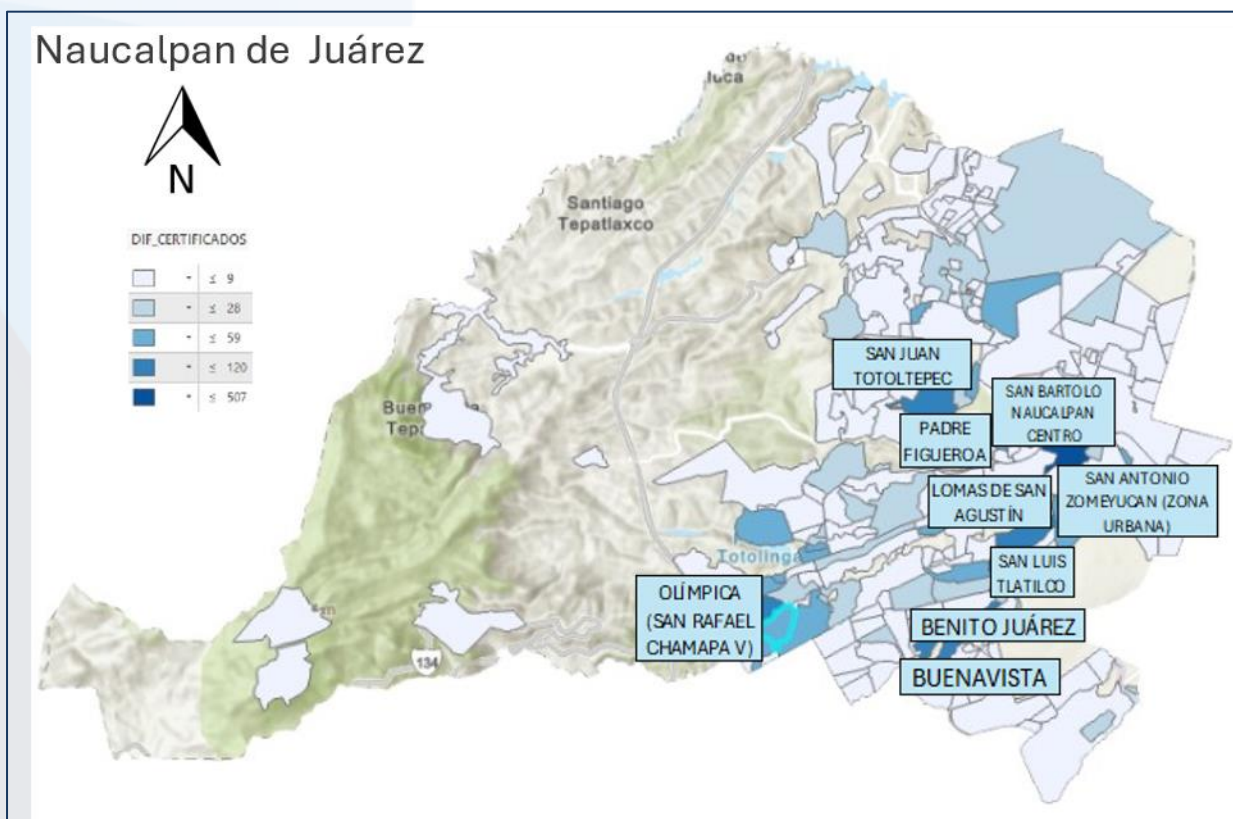 Naucalpan de Juárez
N
DIF_CERTIFICADOS
- ≤ 9
- ≤ 28
- ≤ 59
- ≤ 120
- ≤ 507
luca
Santiago
Tepatlaxco
SAN JUAN
TOTOLTEPEC
SAN BARTOLO
NAUCALPAN
CENTRO
PADRE
FIGUEROA
LOMAS DE SAN
AGUSTÍN
SAN ANTONIO
ZOMEYUCAN (ZONA
URBANA)
Totolinga
SAN LUIS
TLATILCO
OLÍMPICA
(SAN RAFAEL
CHAMAPA V)
BENITO JUÁREZ
BUENAVISTA
134